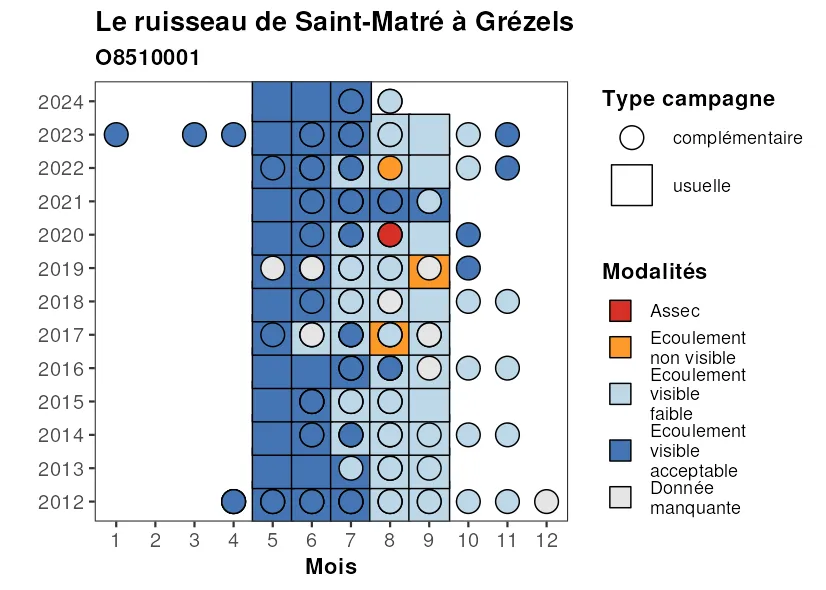 Le ruisseau de Saint-Matré à Grézels
O8510001
2024
2023
2022
2021
2020
2019
2018
2017
2016
2015
2014
2013
2012
1 2 3 4 5 6 7 8 9 10 11 12
Mois
Type campagne
complémentaire
usuelle
Modalités
Assec
Ecoulement
non visible
Ecoulement
visible
faible
Ecoulement
visible
acceptable
Donnée
manquante